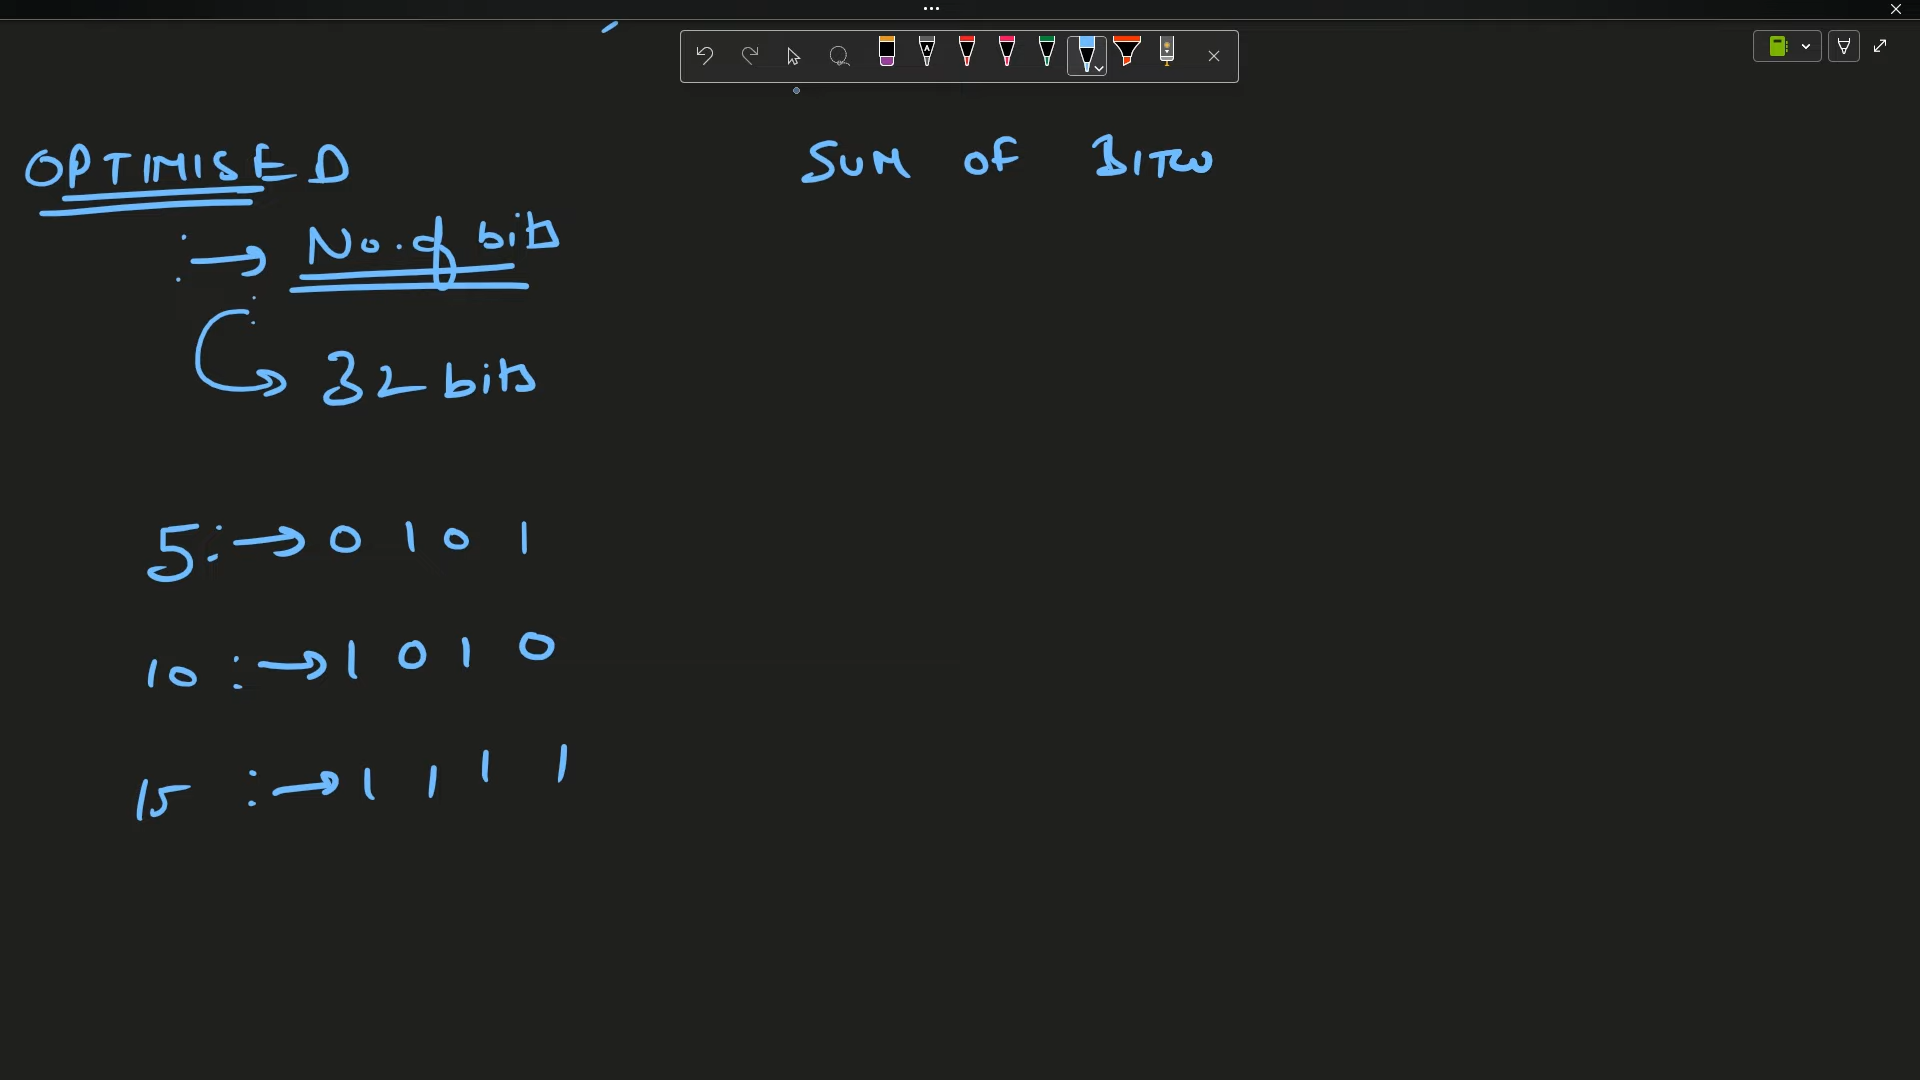 OPTIMISED
:→ No. of bits
32 bits
5:→ 0 1 0 1
10 :→ 1 0 1 0
15 :→ 1 1 1 1
SUM OF BITW